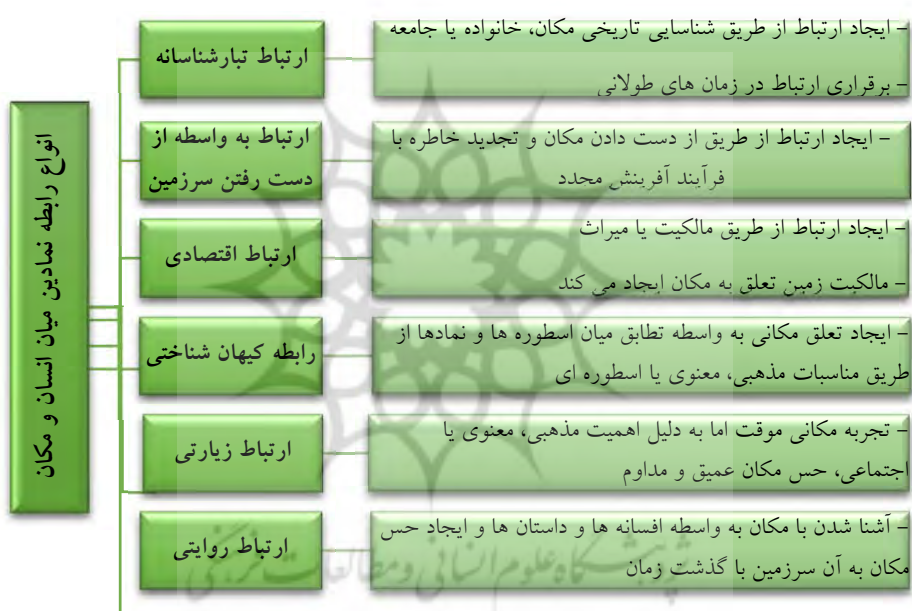 انواع رابطه نمادین میان انسان و مکان
ارتباط تبارشناسانه
- ایجاد ارتباط از طریق شناسایی تاریخی مکان، خانواده یا جامعه
- برقراری ارتباط در زمان های طولانی
ارتباط به واسطه از
دست رفتن سرزمین
- ایجاد ارتباط از طریق از دست دادن مکان و تجدید خاطره با
فرآیند آفرینش مجدد
ارتباط اقتصادی
- ایجاد ارتباط از طریق مالکیت یا میراث
- مالکیت زمین تعلق به مکان ایجاد می کند
رابطه کیهان شناختی
- ایجاد تعلق مکانی به واسطه تطابق میان اسطوره ها و نمادها از
طریق مناسبات مذهبی، معنوی یا اسطوره ای
ارتباط زیارتی
- تجربه مکانی موقت اما به دلیل اهمیت مذهبی، معنوی یا
اجتماعی، حس مکان عمیق و مداوم
ارتباط روایتی
- آشنا شدن با مکان به واسطه افسانه ها و داستان ها و ایجاد حس
مکان به آن سرزمین با گذشت زمان
پژوهشگاه علوم انسانی و مطالعات فرهنگی